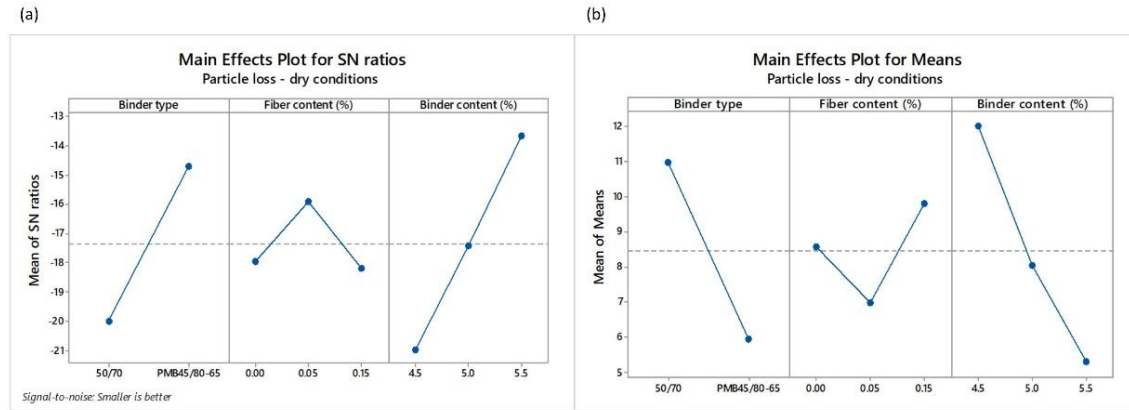 (a)
Main Effects Plot for SN ratios
Particle loss - dry conditions
Binder type Fiber content (%) Binder content (%)
Mean of SN ratios
-13
-14
-15
-16
-17
-18
-19
-20
-21
50/70 PMB45/80-65 0.00 0.05 0.15 4.5 5.0 5.5
Signal-to-noise: Smaller is better
(b)
Main Effects Plot for Means
Particle loss - dry conditions
Binder type Fiber content (%) Binder content (%)
Mean of Means
12
11
10
9
8
7
6
5
50/70 PMB45/80-65 0.00 0.05 0.15 4.5 5.0 5.5